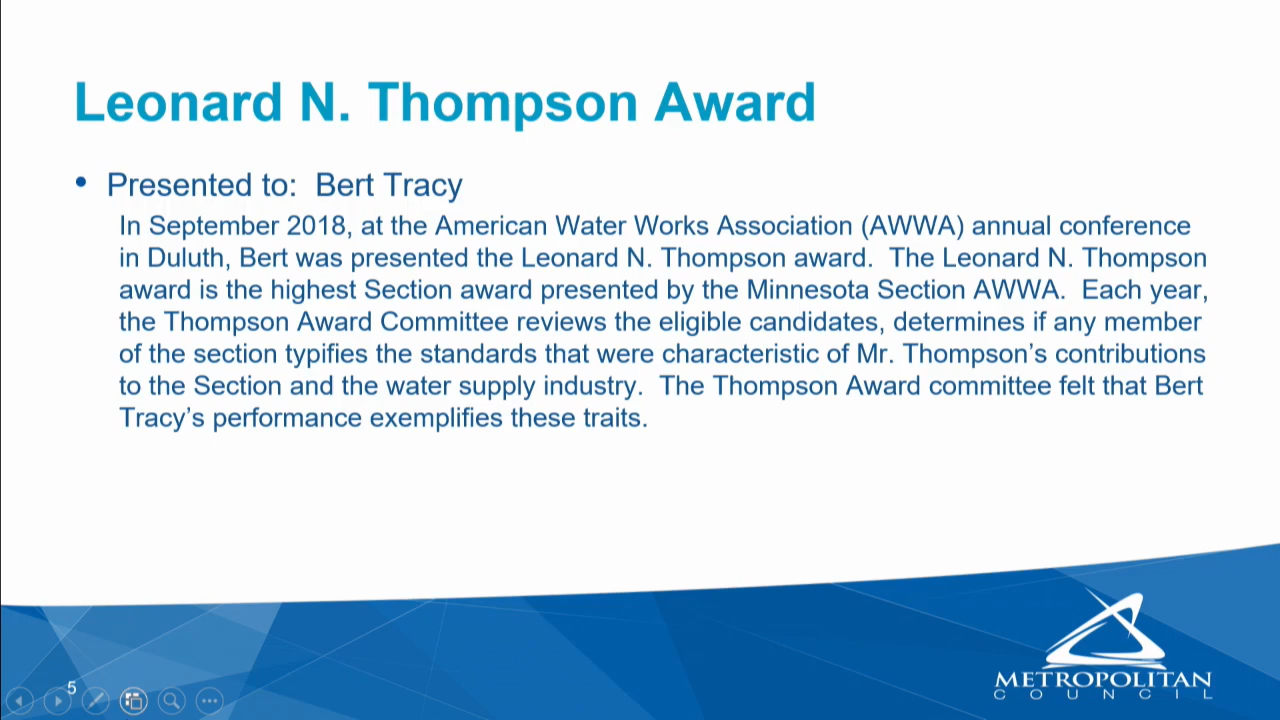 Leonard N. Thompson Award
• Presented to:  Bert Tracy
In September 2018, at the American Water Works Association (AWWA) annual conference
in Duluth, Bert was presented the Leonard N. Thompson award.  The Leonard N. Thompson
award is the highest Section award presented by the Minnesota Section AWWA.  Each year,
the Thompson Award Committee reviews the eligible candidates, determines if any member
of the section typifies the standards that were characteristic of Mr. Thompson’s contributions
to the Section and the water supply industry.  The Thompson Award committee felt that Bert
Tracy’s performance exemplifies these traits.
5
METROPOLITAN
COUNCIL